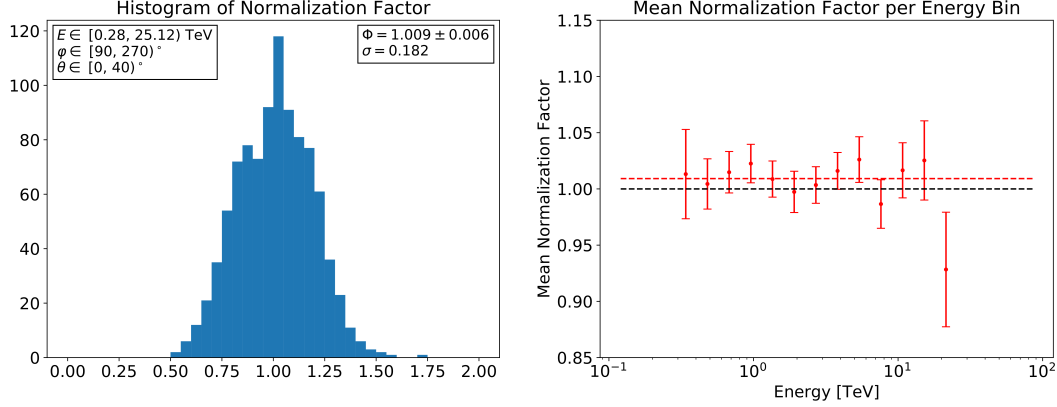 Histogram of Normalization Factor
E ∈ [0.28, 25.12) TeV
φ ∈ [90, 270)°
θ ∈ [0, 40)°
Φ = 1.009 ± 0.006
σ = 0.182
120
100
80
60
40
20
0
0.00 0.25 0.50 0.75 1.00 1.25 1.50 1.75 2.00
Mean Normalization Factor per Energy Bin
Mean Normalization Factor
1.15
1.10
1.05
1.00
0.95
0.90
0.85
10⁻¹ 10⁰ 10¹ 10²
Energy [TeV]